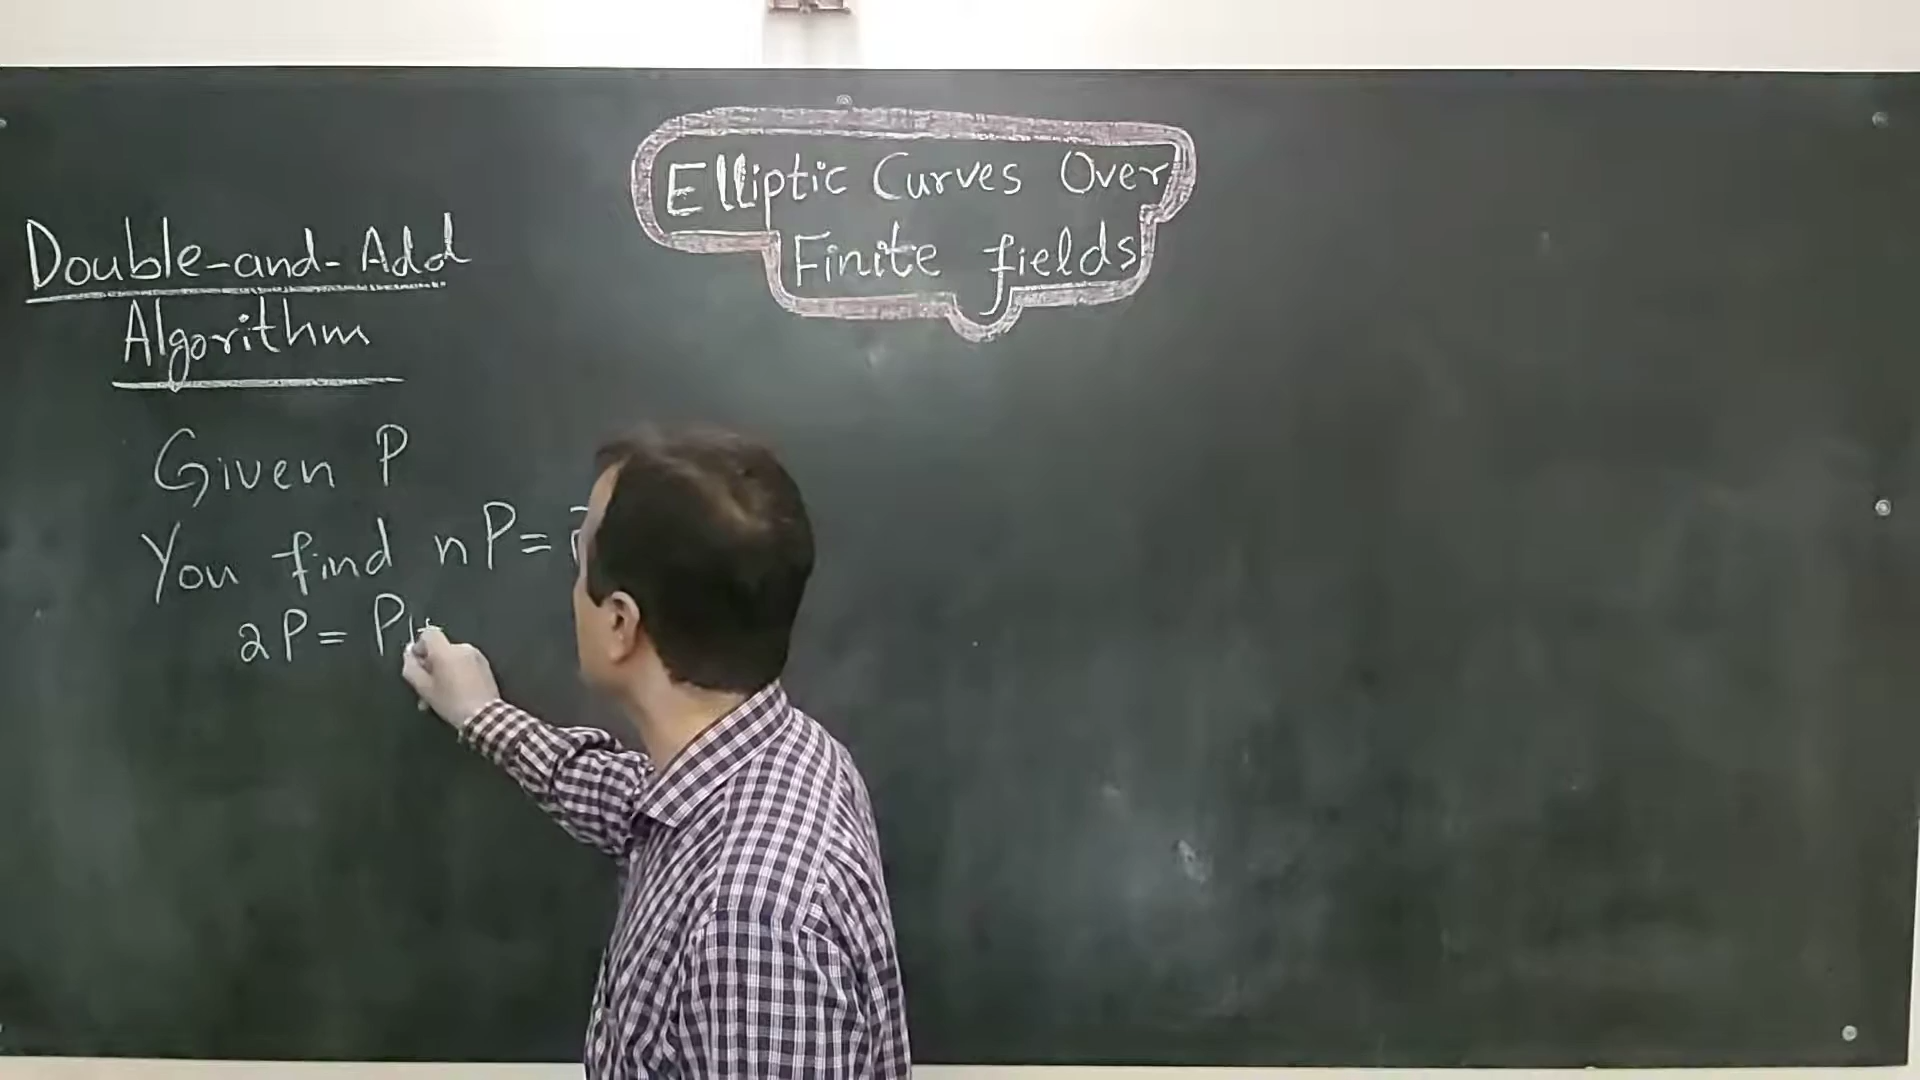 Elliptic Curves Over
Finite fields
Double-and-Add
Algorithm
Given P
You find nP=
2P= P+